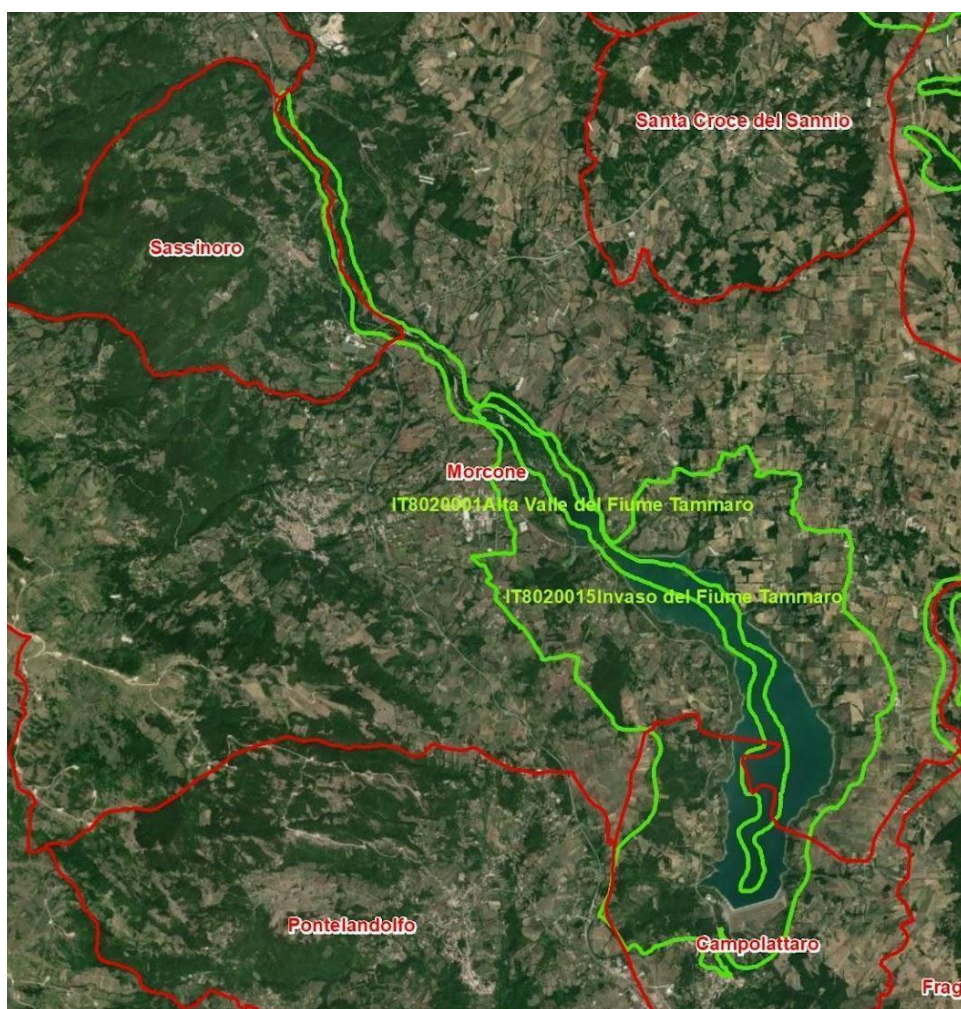 Santa Croce del Sannio
Sassinoro
Morcone
IT8020001Alta Valle del Fiume Tammaro
IT8020015Invaso del Fiume Tammaro
Pontelandolfo
Campolattaro
Frag